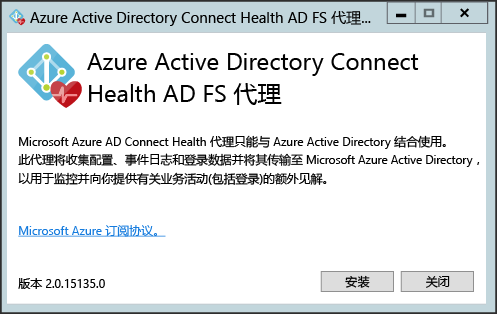 Azure Active Directory Connect Health AD FS 代理...
Azure Active Directory Connect
Health AD FS 代理
Microsoft Azure AD Connect Health 代理只能与 Azure Active Directory 结合使用。
此代理将收集配置、事件日志和登录数据并将其传输至 Microsoft Azure Active Directory，
以用于监控并向你提供有关业务活动(包括登录)的额外见解。
Microsoft Azure 订阅协议。
版本 2.0.15135.0
安装
关闭